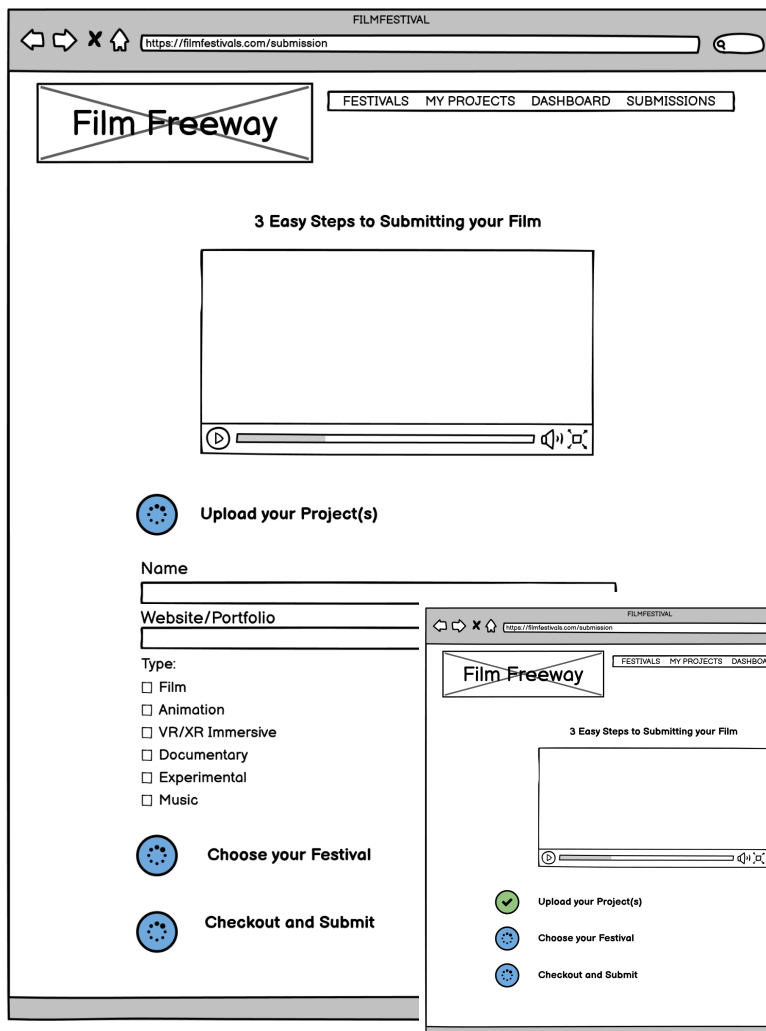 FILMFESTIVAL
https://filmfestivals.com/submission
Film Freeway
FESTIVALS MY PROJECTS DASHBOARD SUBMISSIONS
3 Easy Steps to Submitting your Film
Upload your Project(s)
Name
Website/Portfolio
Type:
Film
Animation
VR/XR Immersive
Documentary
Experimental
Music
Choose your Festival
Checkout and Submit
FILMFESTIVAL
https://filmfestivals.com/submission
Film Freeway
FESTIVALS MY PROJECTS DASHBOA
3 Easy Steps to Submitting your Film
Upload your Project(s)
Choose your Festival
Checkout and Submit